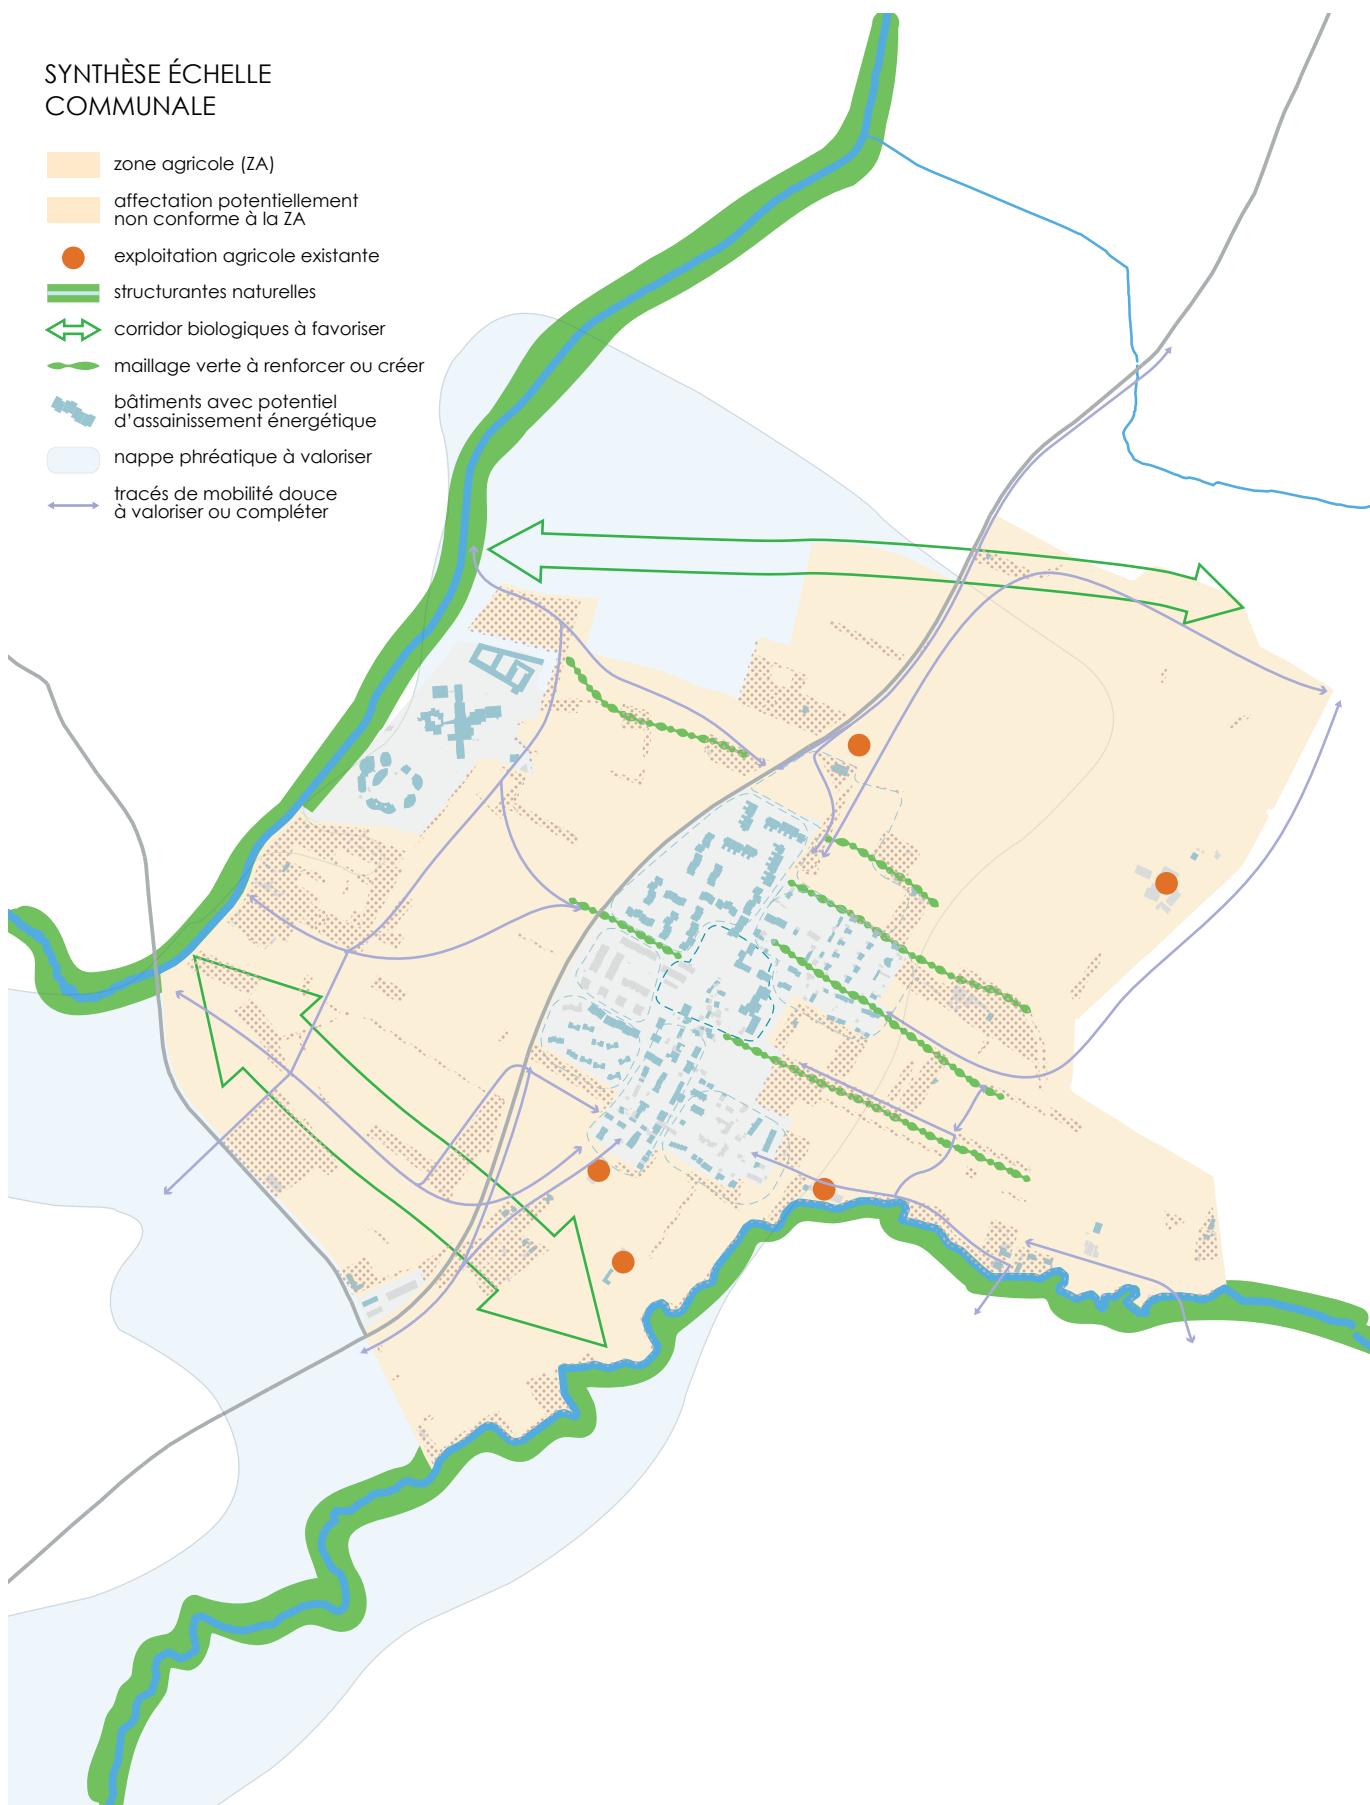 SYNTHÈSE ÉCHELLE
COMMUNALE
zone agricole (ZA)
affectation potentiellement
non conforme à la ZA
exploitation agricole existante
structurantes naturelles
corridor biologiques à favoriser
maillage verte à renforcer ou créer
bâtiments avec potentiel
d'assainissement énergétique
nappe phréatique à valoriser
tracés de mobilité douce
à valoriser ou compléter